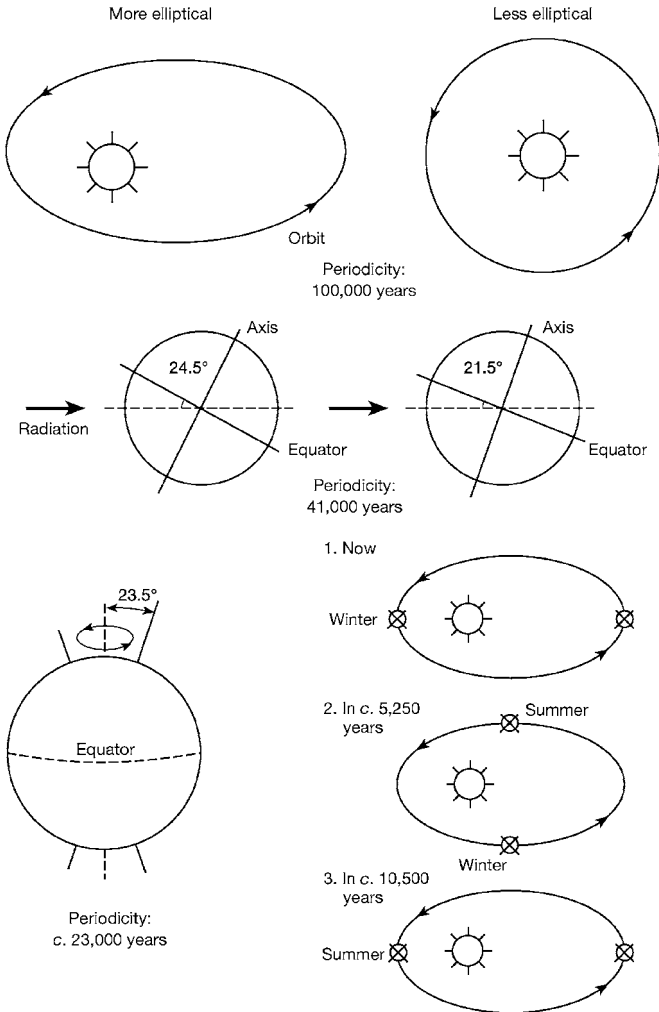 More elliptical
Less elliptical
Orbit
Periodicity:
100,000 years
Axis
24.5°
Radiation
Equator
Axis
21.5°
Equator
Periodicity:
41,000 years
23.5°
Equator
Periodicity:
c. 23,000 years
1. Now
Winter
2. In c. 5,250
years
Summer
Winter
3. In c. 10,500
years
Summer